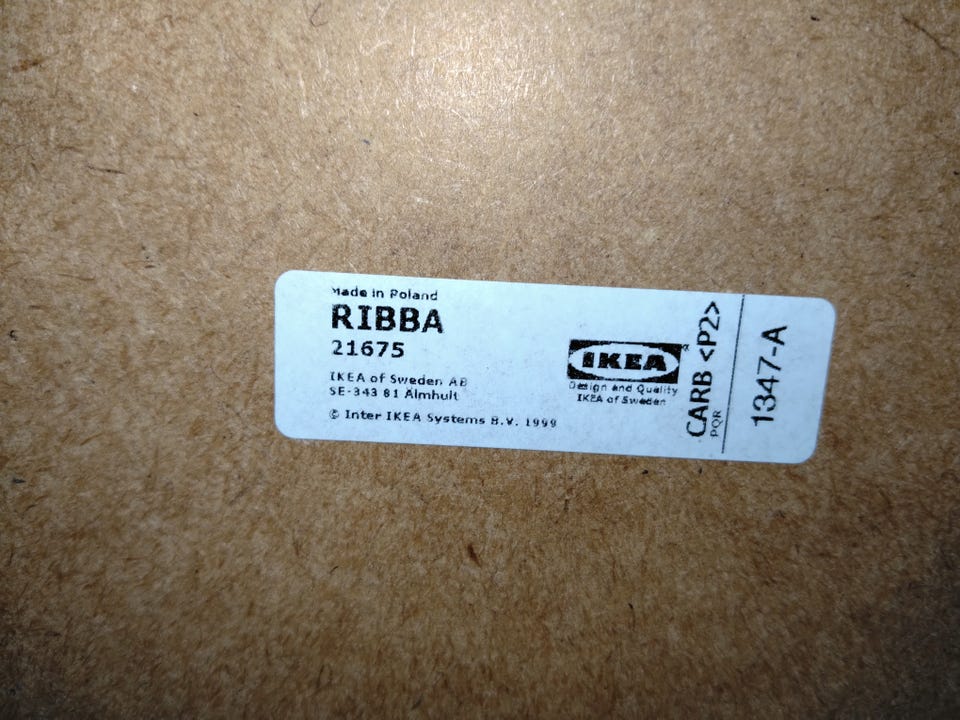 Made in Poland
RIBBA
21675
IKEA of Sweden AB
SE-343 81 Älmhult
© Inter IKEA Systems B.V. 1999
IKEA
Design and Quality
IKEA of Sweden
CARB <P2>
PQR
1347-A